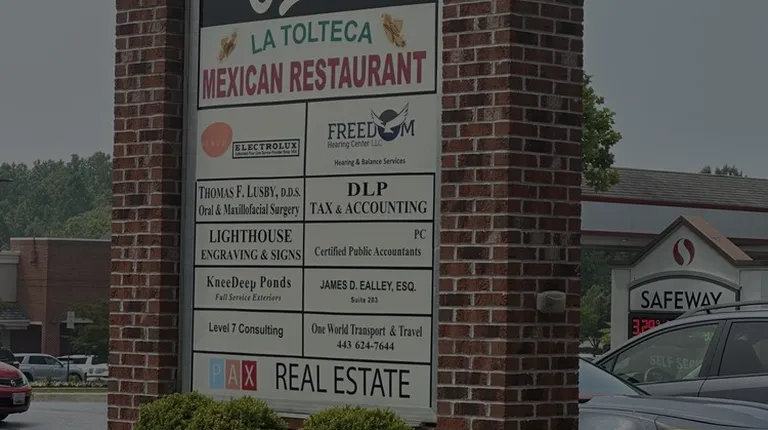 LA TOLTECA
MEXICAN RESTAURANT
ELECTROLUX
FREEDOM
Hearing Center LLC
Hearing & Balance Services
THOMAS F. LUSBY, D.D.S.
Oral & Maxillofacial Surgery
DLP
TAX & ACCOUNTING
LIGHTHOUSE
ENGRAVING & SIGNS
PC
Certified Public Accountants
KneeDeep Ponds
Full Service Exteriors
JAMES D. EALLEY, ESQ.
Suite 203
Level 7 Consulting
One World Transport & Travel
443 624-7644
PAX REAL ESTATE
SAFEWAY
SELF